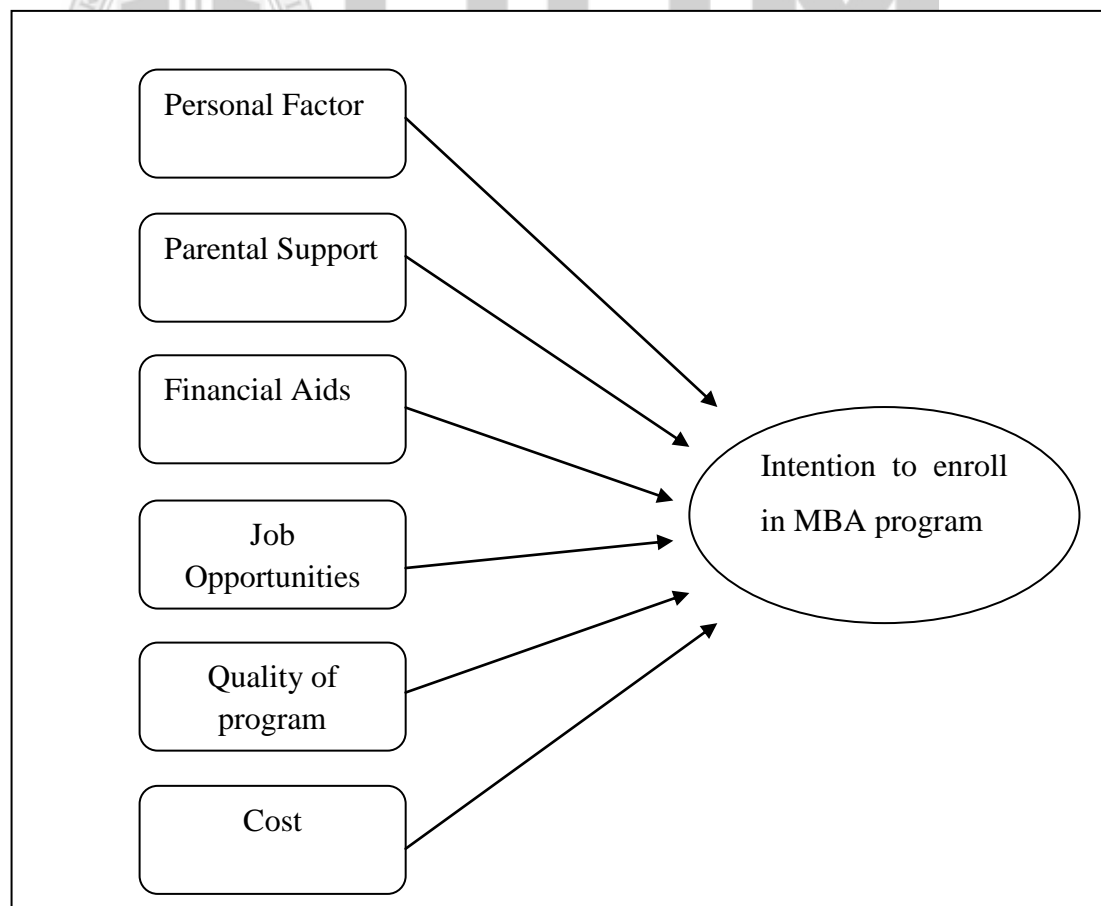 Personal Factor
Parental Support
Financial Aids
Job
Opportunities
Quality of
program
Cost
Intention to enroll
in MBA program